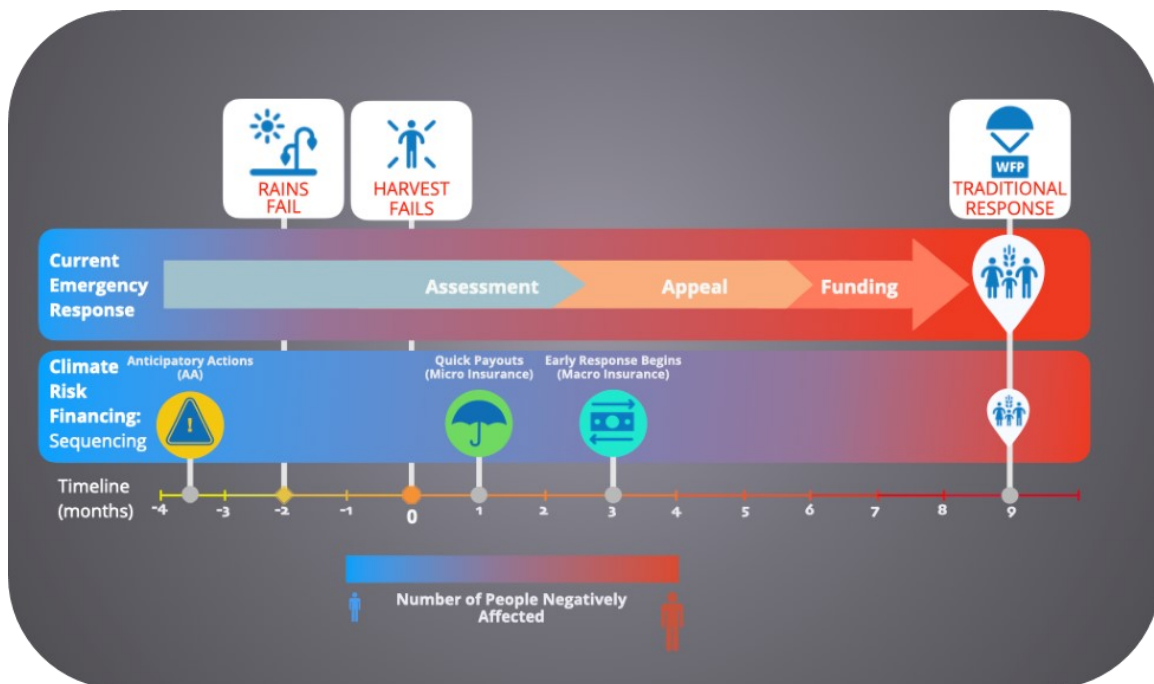 RAINS
FAIL
HARVEST
FAILS
WFP
TRADITIONAL
RESPONSE
Current
Emergency
Response
Assessment
Appeal
Funding
Climate
Risk
Financing:
Sequencing
Anticipatory Actions
(AA)
!
Quick Payouts
(Micro Insurance)
Early Response Begins
(Macro Insurance)
Timeline
(months)
-4 -3 -2 -1 0 1 2 3 4 5 6 7 8 9
Number of People Negatively
Affected